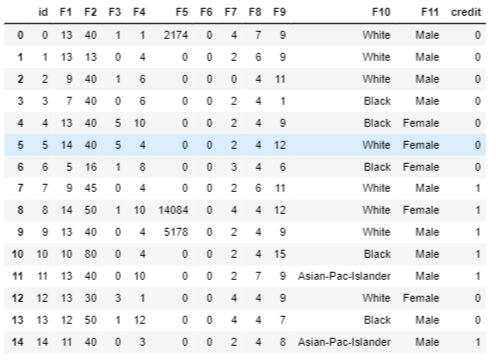 id F1 F2 F3 F4 F5 F6 F7 F8 F9 F10 F11 credit
0 0 13 40 1 1 2174 0 4 7 9 White Male 0
1 1 13 13 0 4 0 0 2 6 9 White Male 0
2 2 9 40 1 6 0 0 0 4 11 White Male 0
3 3 7 40 0 6 0 0 2 4 1 Black Male 0
4 4 13 40 5 10 0 0 2 4 9 Black Female 0
5 5 14 40 5 4 0 0 2 4 12 White Female 0
6 6 5 16 1 8 0 0 3 4 6 Black Female 0
7 7 9 45 0 4 0 0 2 6 11 White Male 1
8 8 14 50 1 10 14084 0 4 4 12 White Female 1
9 9 13 40 0 4 5178 0 2 4 9 White Male 1
10 10 10 80 0 4 0 0 2 4 15 Black Male 1
11 11 13 40 0 10 0 0 2 7 9 Asian-Pac-Islander Male 1
12 12 13 30 3 1 0 0 4 4 9 White Female 0
13 13 12 50 1 12 0 0 4 4 7 Black Male 0
14 14 11 40 0 3 0 0 2 4 8 Asian-Pac-Islander Male 1